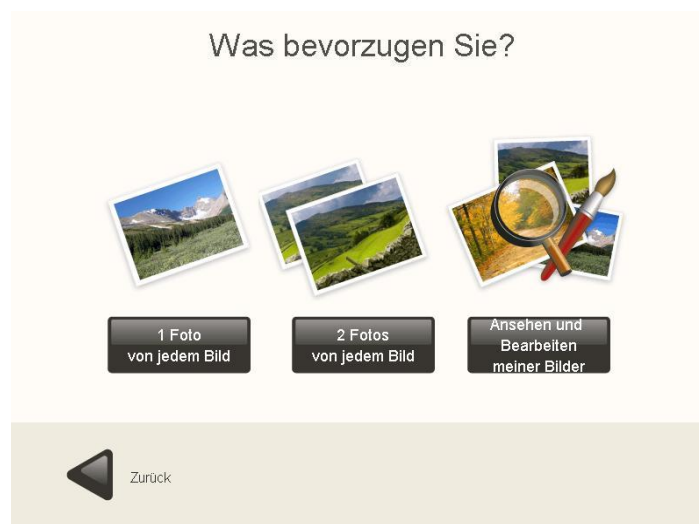 Was bevorzugen Sie?
1 Foto
von jedem Bild
2 Fotos
von jedem Bild
Ansehen und
Bearbeiten
meiner Bilder
Zurück